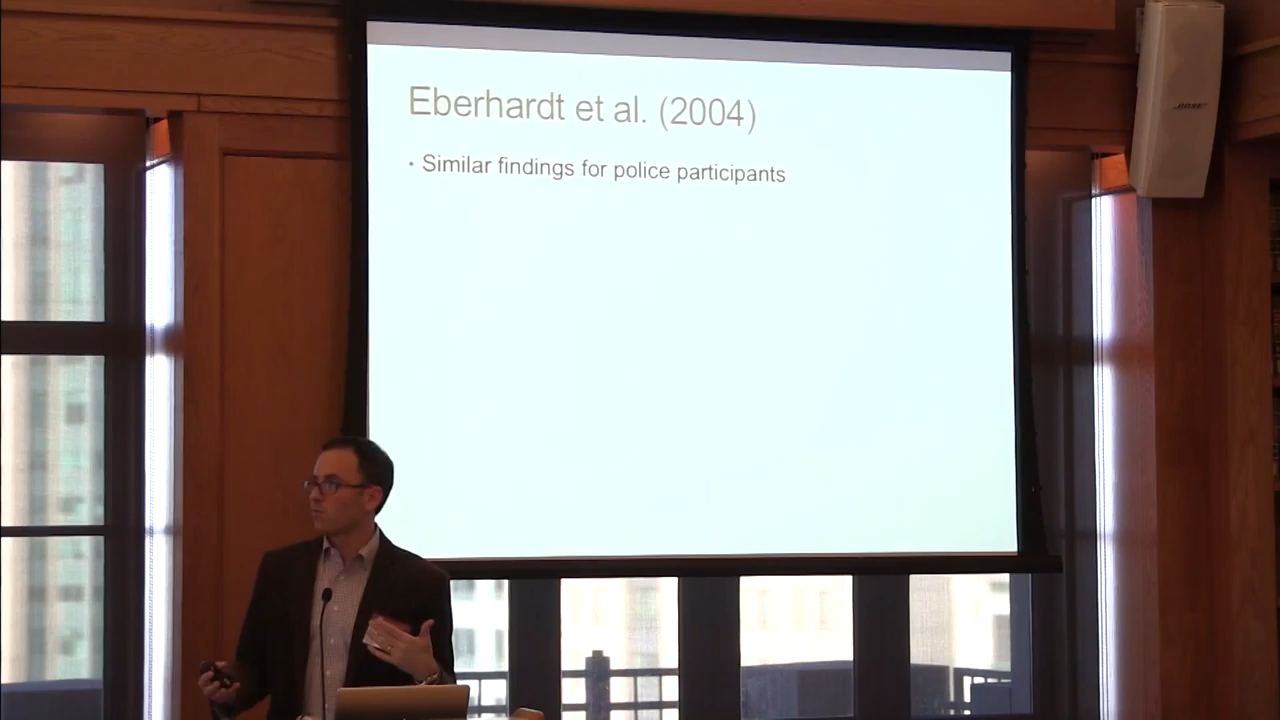 Eberhardt et al. (2004)
• Similar findings for police participants
BOSE